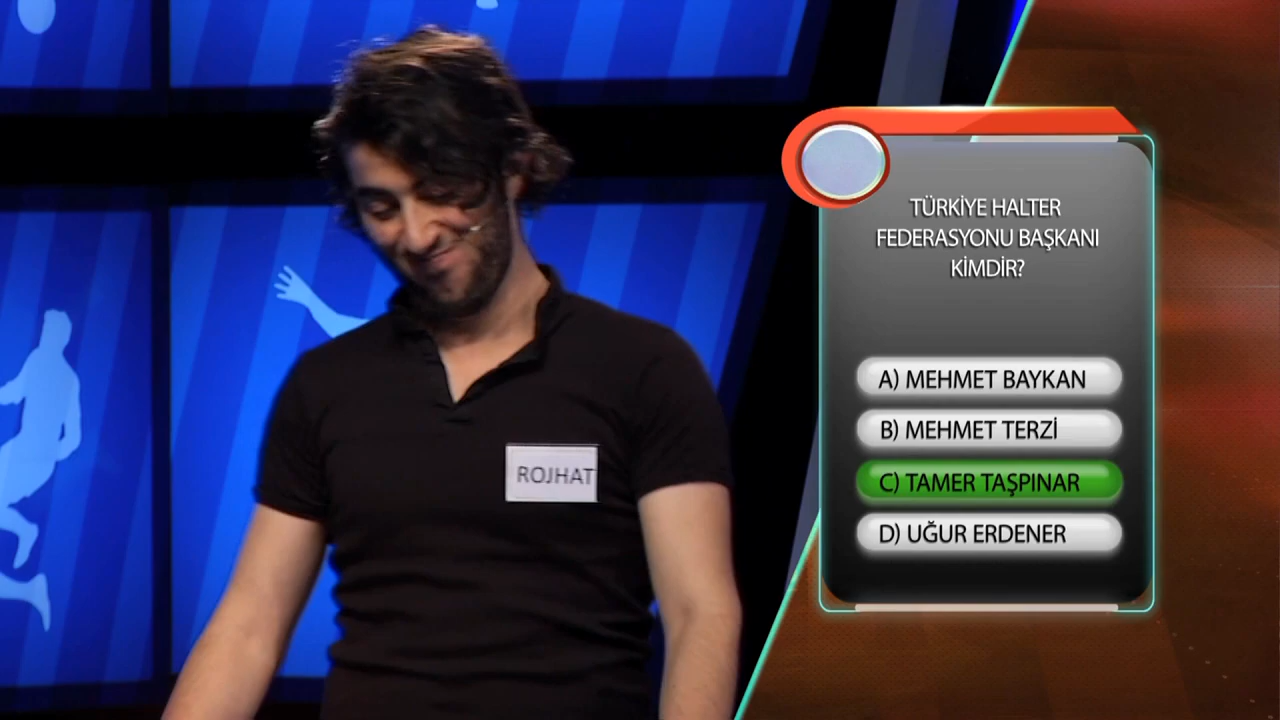 TÜRKİYE HALTER
FEDERASYONU BAŞKANI
KİMDİR?
A) MEHMET BAYKAN
B) MEHMET TERZİ
C) TAMER TAŞPINAR
D) UĞUR ERDENER
ROJHAT